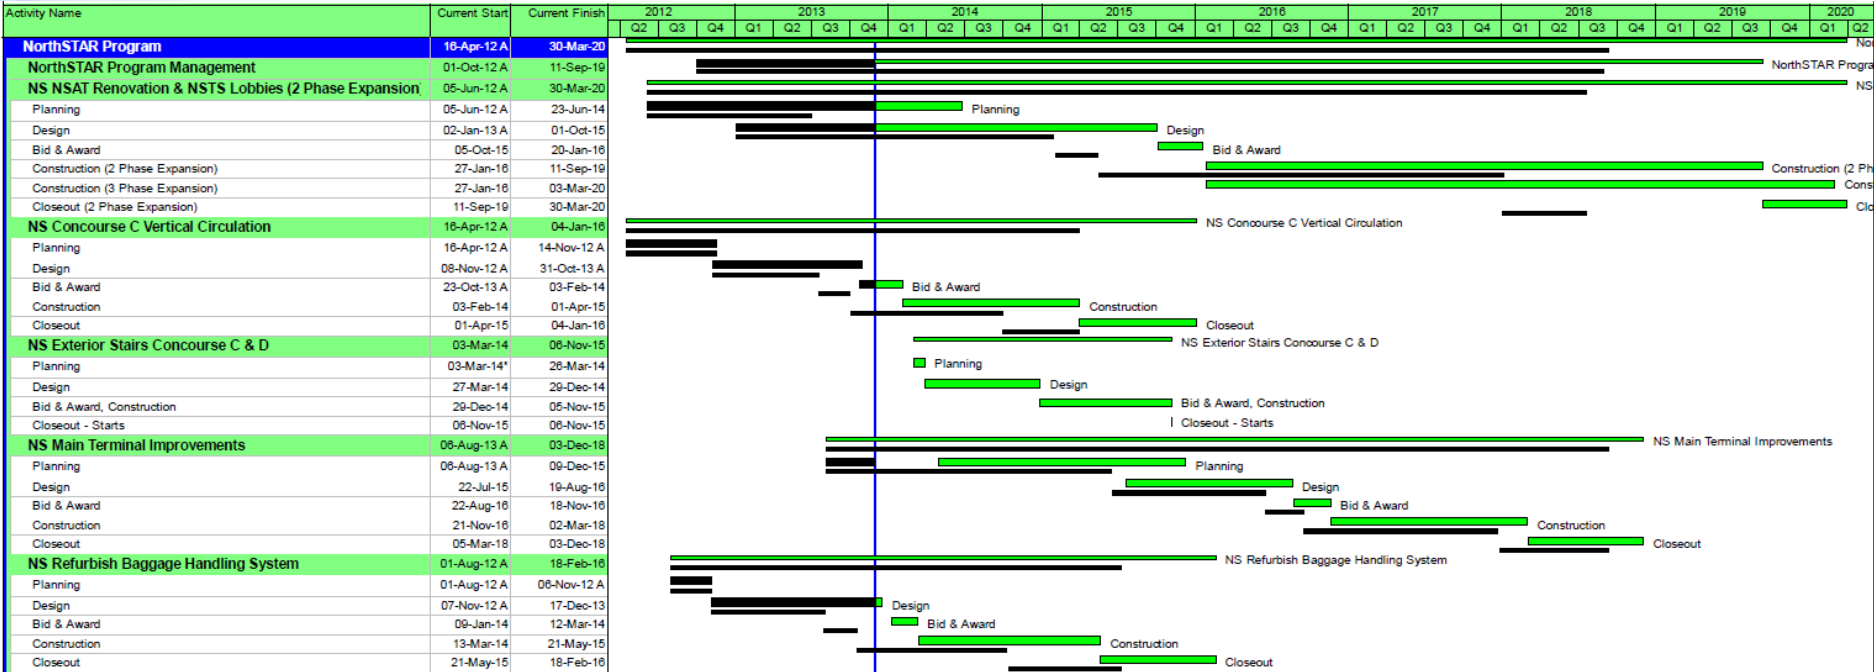 Activity Name Current Start Current Finish 2012 2013 2014 2015 2016 2017 2018 2019 2020
Q2 Q3 Q4 Q1 Q2 Q3 Q4 Q1 Q2 Q3 Q4 Q1 Q2 Q3 Q4 Q1 Q2 Q3 Q4 Q1 Q2 Q3 Q4 Q1 Q2 Q3 Q4 Q1 Q2 Q3 Q4 Q1 Q2
NorthSTAR Program 16-Apr-12 A 30-Mar-20 Nor
NorthSTAR Program Management 01-Oct-12 A 11-Sep-19 NorthSTAR Progra
NS NSAT Renovation & NSTS Lobbies (2 Phase Expansion) 05-Jun-12 A 30-Mar-20 NS
Planning 05-Jun-12 A 23-Jun-14 Planning
Design 02-Jan-13 A 01-Oct-15 Design
Bid & Award 05-Oct-15 20-Jan-16 Bid & Award
Construction (2 Phase Expansion) 27-Jan-16 11-Sep-19 Construction (2 Ph
Construction (3 Phase Expansion) 27-Jan-16 03-Mar-20 Cons
Closeout (2 Phase Expansion) 11-Sep-19 30-Mar-20 Clo
NS Concourse C Vertical Circulation 16-Apr-12 A 04-Jan-16 NS Concourse C Vertical Circulation
Planning 16-Apr-12 A 14-Nov-12 A
Design 08-Nov-12 A 31-Oct-13 A
Bid & Award 23-Oct-13 A 03-Feb-14 Bid & Award
Construction 03-Feb-14 01-Apr-15 Construction
Closeout 01-Apr-15 04-Jan-16 Closeout
NS Exterior Stairs Concourse C & D 03-Mar-14 06-Nov-15 NS Exterior Stairs Concourse C & D
Planning 03-Mar-14* 26-Mar-14 Planning
Design 27-Mar-14 29-Dec-14 Design
Bid & Award, Construction 29-Dec-14 05-Nov-15 Bid & Award, Construction
Closeout - Starts 06-Nov-15 06-Nov-15 Closeout - Starts
NS Main Terminal Improvements 06-Aug-13 A 03-Dec-18 NS Main Terminal Improvements
Planning 06-Aug-13 A 09-Dec-15 Planning
Design 22-Jul-15 19-Aug-16 Design
Bid & Award 22-Aug-16 18-Nov-16 Bid & Award
Construction 21-Nov-16 02-Mar-18 Construction
Closeout 05-Mar-18 03-Dec-18 Closeout
NS Refurbish Baggage Handling System 01-Aug-12 A 18-Feb-16 NS Refurbish Baggage Handling System
Planning 01-Aug-12 A 06-Nov-12 A
Design 07-Nov-12 A 17-Dec-13 Design
Bid & Award 09-Jan-14 12-Mar-14 Bid & Award
Construction 13-Mar-14 21-May-15 Construction
Closeout 21-May-15 18-Feb-16 Closeout